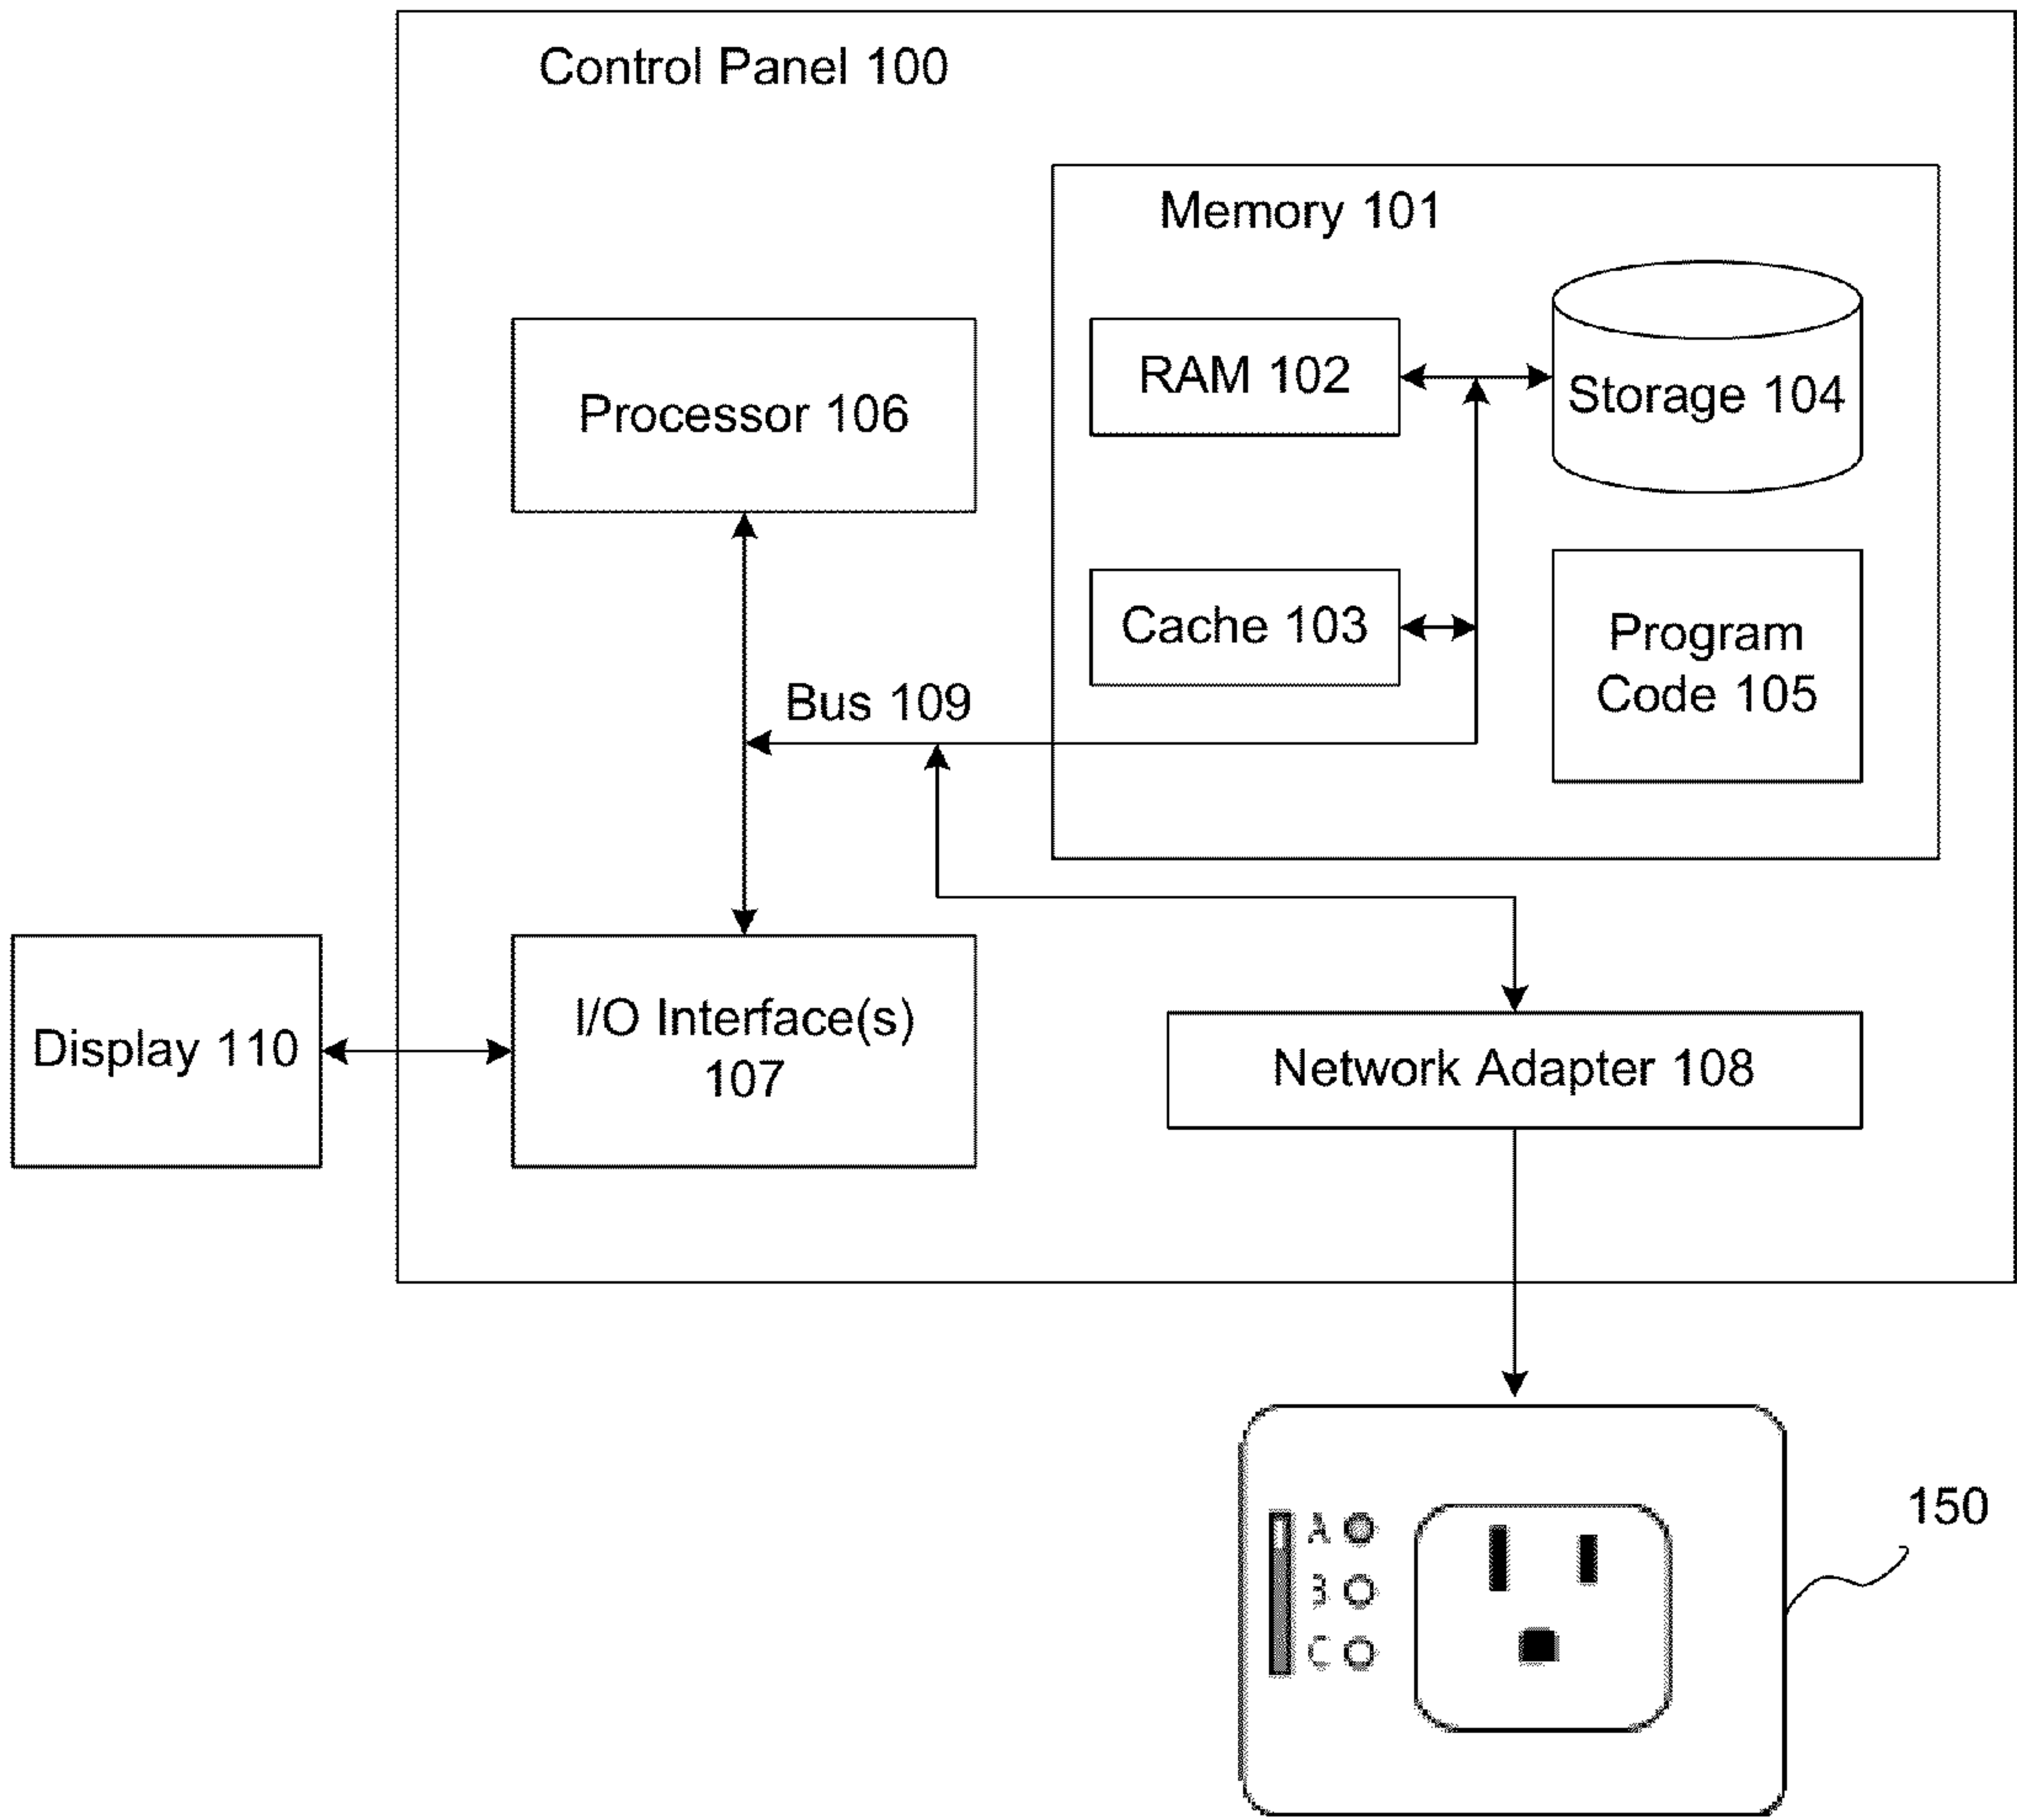 Control Panel 100
Memory 101
RAM 102
Storage 104
Processor 106
Cache 103
Program
Code 105
Bus 109
I/O Interface(s)
107
Display 110
Network Adapter 108
150
A
B
C